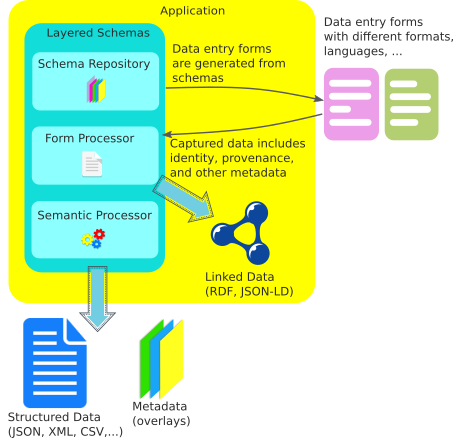 Application
Layered Schemas
Schema Repository
Form Processor
Semantic Processor
Data entry forms
are generated from
schemas
Data entry forms
with different formats,
languages, ...
Captured data includes
identity, provenance,
and other metadata
Linked Data
(RDF, JSON-LD)
Structured Data
(JSON, XML, CSV,...)
Metadata
(overlays)